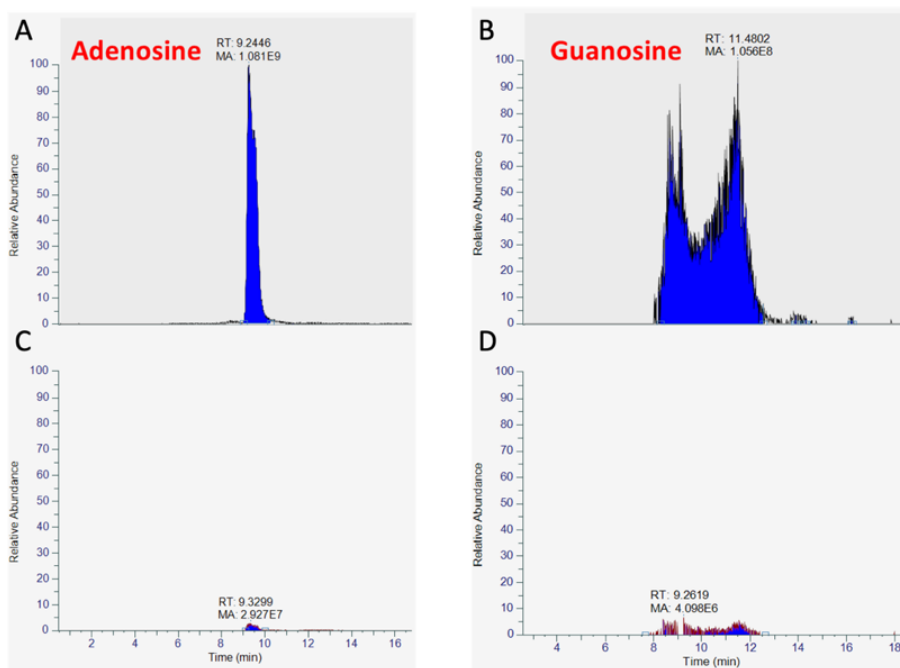 A
Adenosine
RT: 9.2446
MA: 1.081E9
100
90
80
70
60
50
40
30
20
10
0
Relative Abundance
B
Guanosine
RT: 11.4802
MA: 1.056E8
100
90
80
70
60
50
40
30
20
10
0
Relative Abundance
C
100
90
80
70
60
50
40
30
20
10
0
Relative Abundance
RT: 9.3299
MA: 2.927E7
2 4 6 8 10 12 14 16
Time (min)
D
100
90
80
70
60
50
40
30
20
10
0
Relative Abundance
RT: 9.2619
MA: 4.098E6
4 6 8 10 12 14 16 18
Time (min)